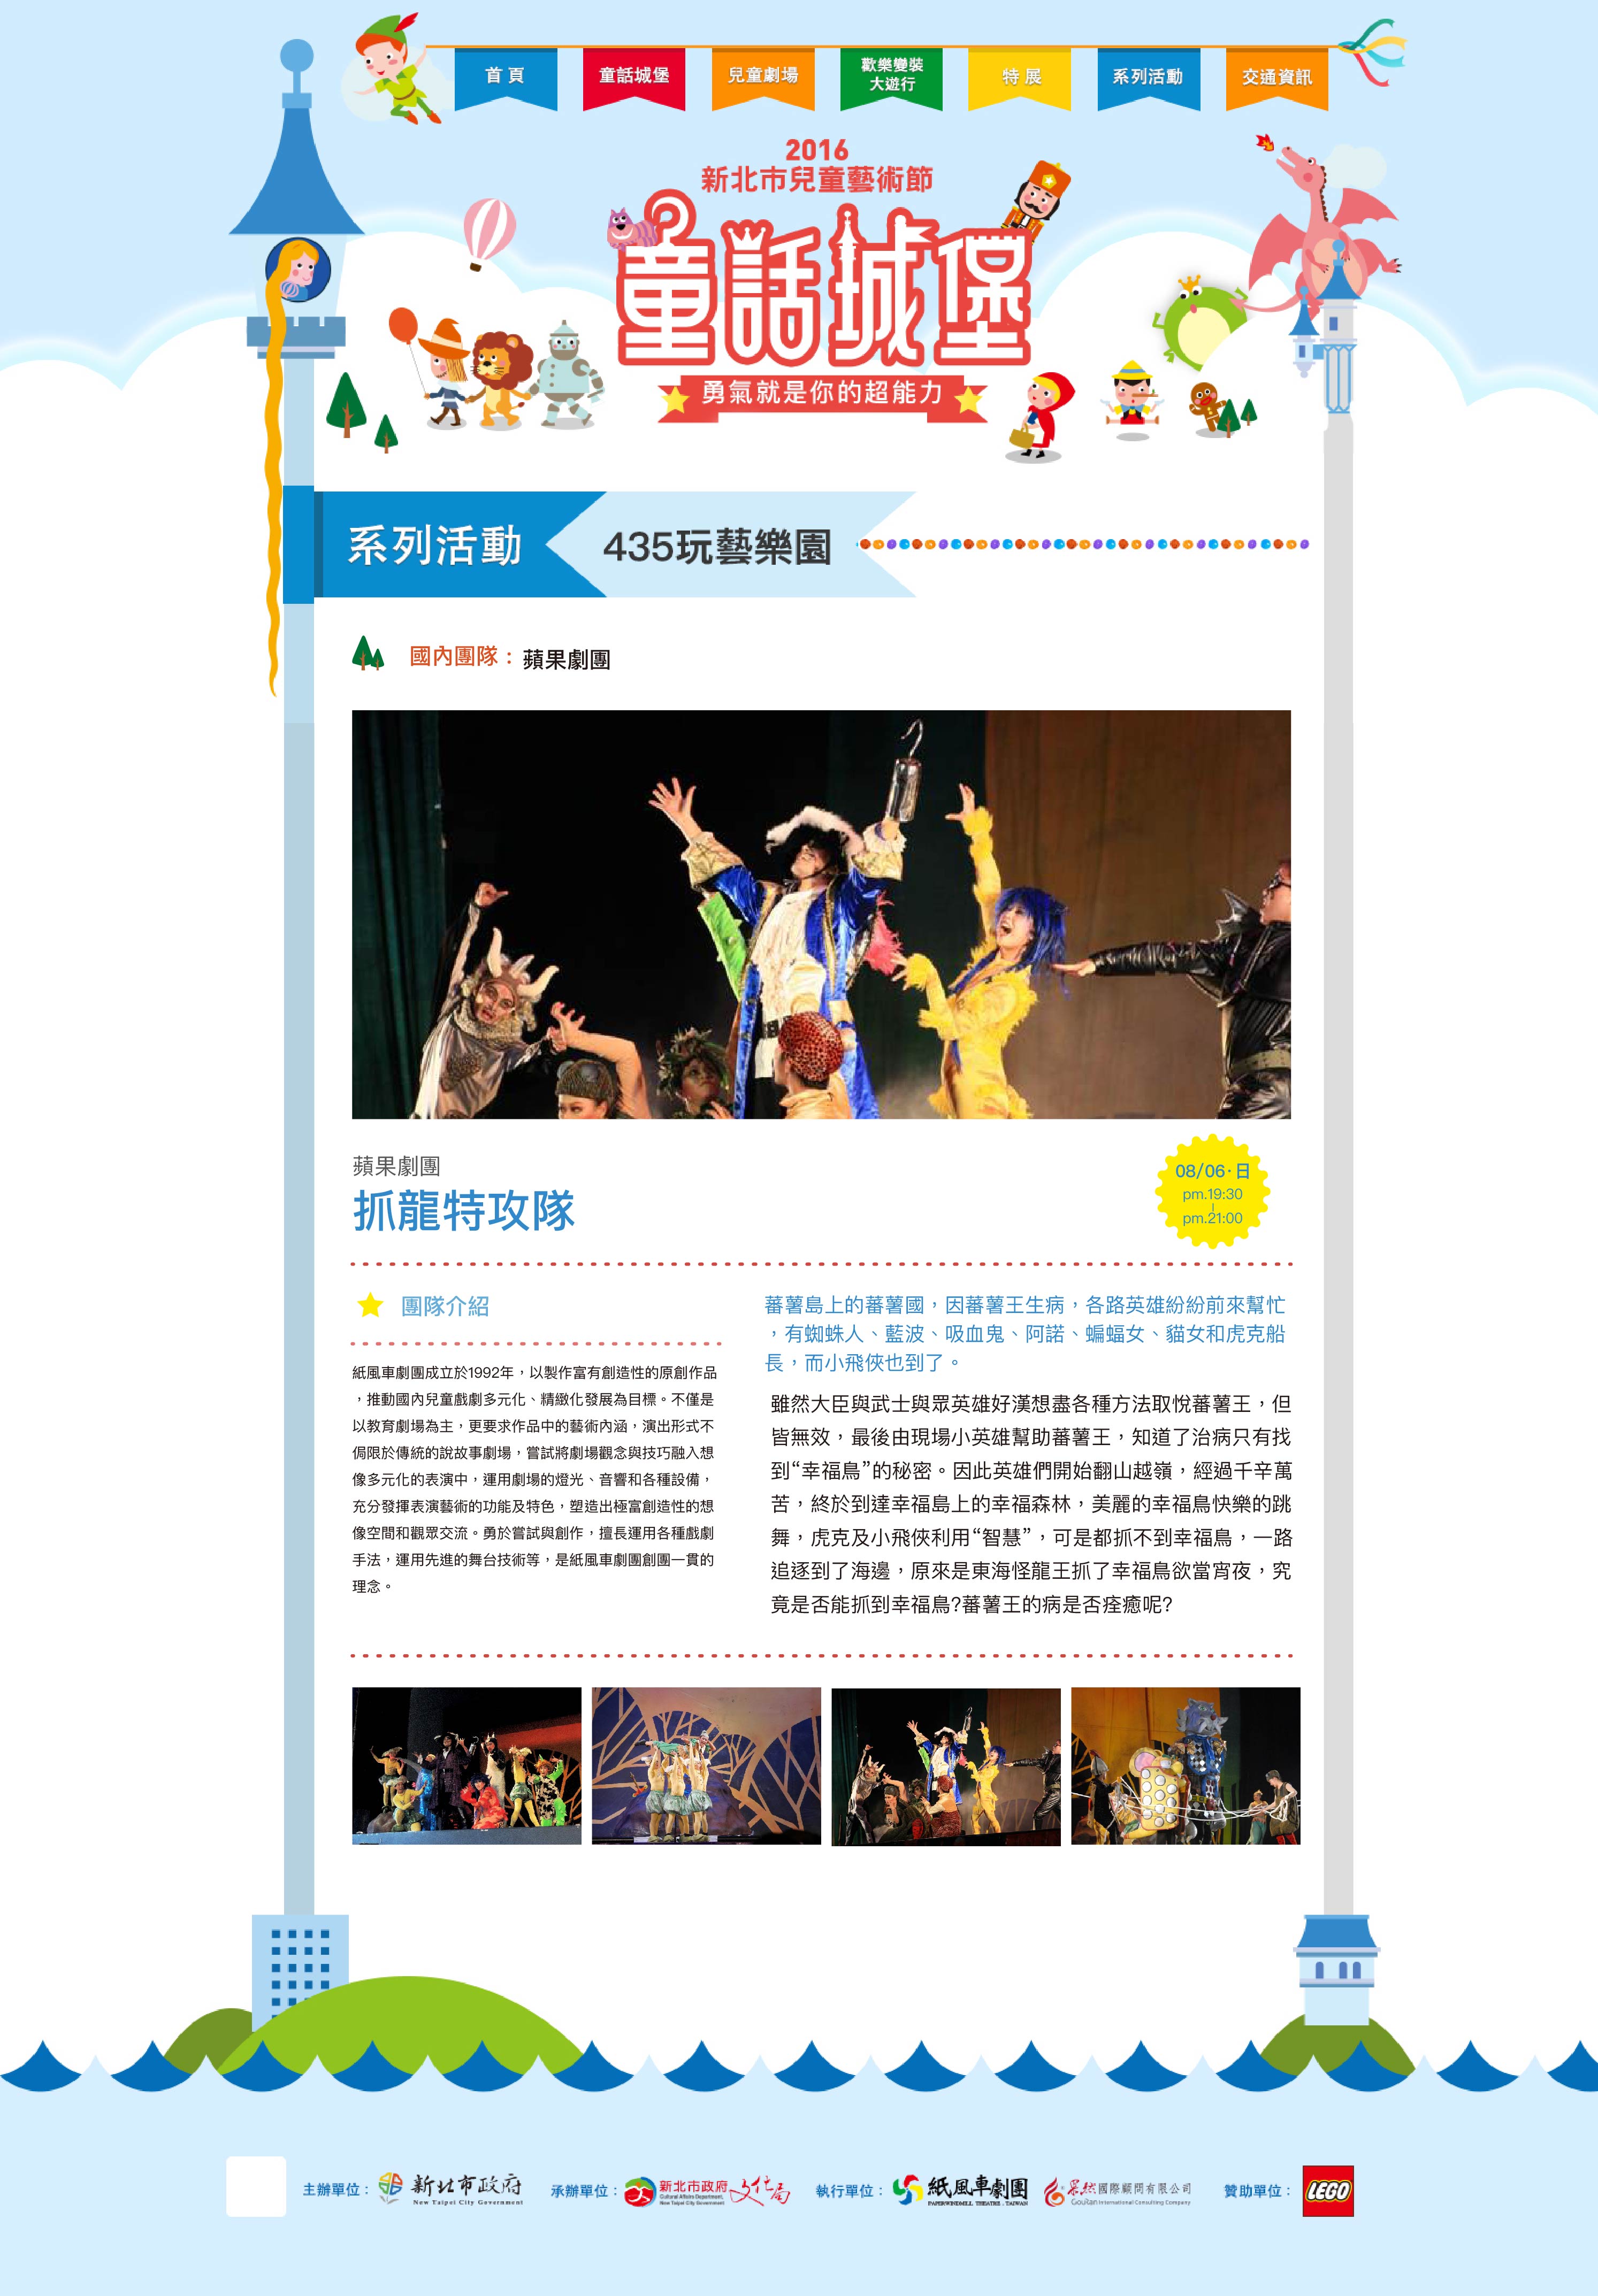 首 頁
童話城堡
兒童劇場
歡樂變裝
大遊行
特 展
系列活動
交通資訊
2016
新北市兒童藝術節
童話城堡
勇氣就是你的超能力
系列活動
435玩藝樂園
國內團隊：蘋果劇團
蘋果劇團
抓龍特攻隊
08/06·日
pm.19:30
|
pm.21:00
團隊介紹
紙風車劇團成立於1992年，以製作富有創造性的原創作品
，推動國內兒童戲劇多元化、精緻化發展為目標。不僅是
以教育劇場為主，更要求作品中的藝術內涵，演出形式不
侷限於傳統的說故事劇場，嘗試將劇場觀念與技巧融入想
像多元化的表演中，運用劇場的燈光、音響和各種設備，
充分發揮表演藝術的功能及特色，塑造出極富創造性的想
像空間和觀眾交流。勇於嘗試與創作，擅長運用各種戲劇
手法，運用先進的舞台技術等，是紙風車劇團創團一貫的
理念。
蕃薯島上的蕃薯國，因蕃薯王生病，各路英雄紛紛前來幫忙
，有蜘蛛人、藍波、吸血鬼、阿諾、蝙蝠女、貓女和虎克船
長，而小飛俠也到了。
雖然大臣與武士與眾英雄好漢想盡各種方法取悅蕃薯王，但
皆無效，最後由現場小英雄幫助蕃薯王，知道了治病只有找
到“幸福鳥”的秘密。因此英雄們開始翻山越嶺，經過千辛萬
苦，終於到達幸福島上的幸福森林，美麗的幸福鳥快樂的跳
舞，虎克及小飛俠利用“智慧”，可是都抓不到幸福鳥，一路
追逐到了海邊，原來是東海怪龍王抓了幸福鳥欲當宵夜，究
竟是否能抓到幸福鳥?蕃薯王的病是否痊癒呢?
主辦單位：
新北市政府
New Taipei City Government
承辦單位：
新北市政府
Cultural Affairs Department,
New Taipei City Government
文化局
執行單位：
紙風車劇團
PAPERWINDMILL THEATRE . TAIWAN
果然國際顧問有限公司
GouRan International Consulting Company
贊助單位：
LEGO